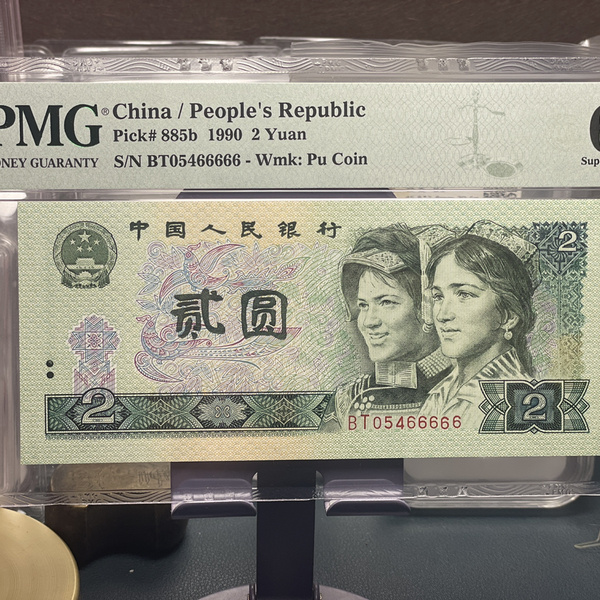 PMG® China / People's Republic
Pick# 885b 1990 2 Yuan
GUARANTY S/N BT05466666 - Wmk: Pu Coin
中国人民银行
2
贰圆
2
BT05466666
2